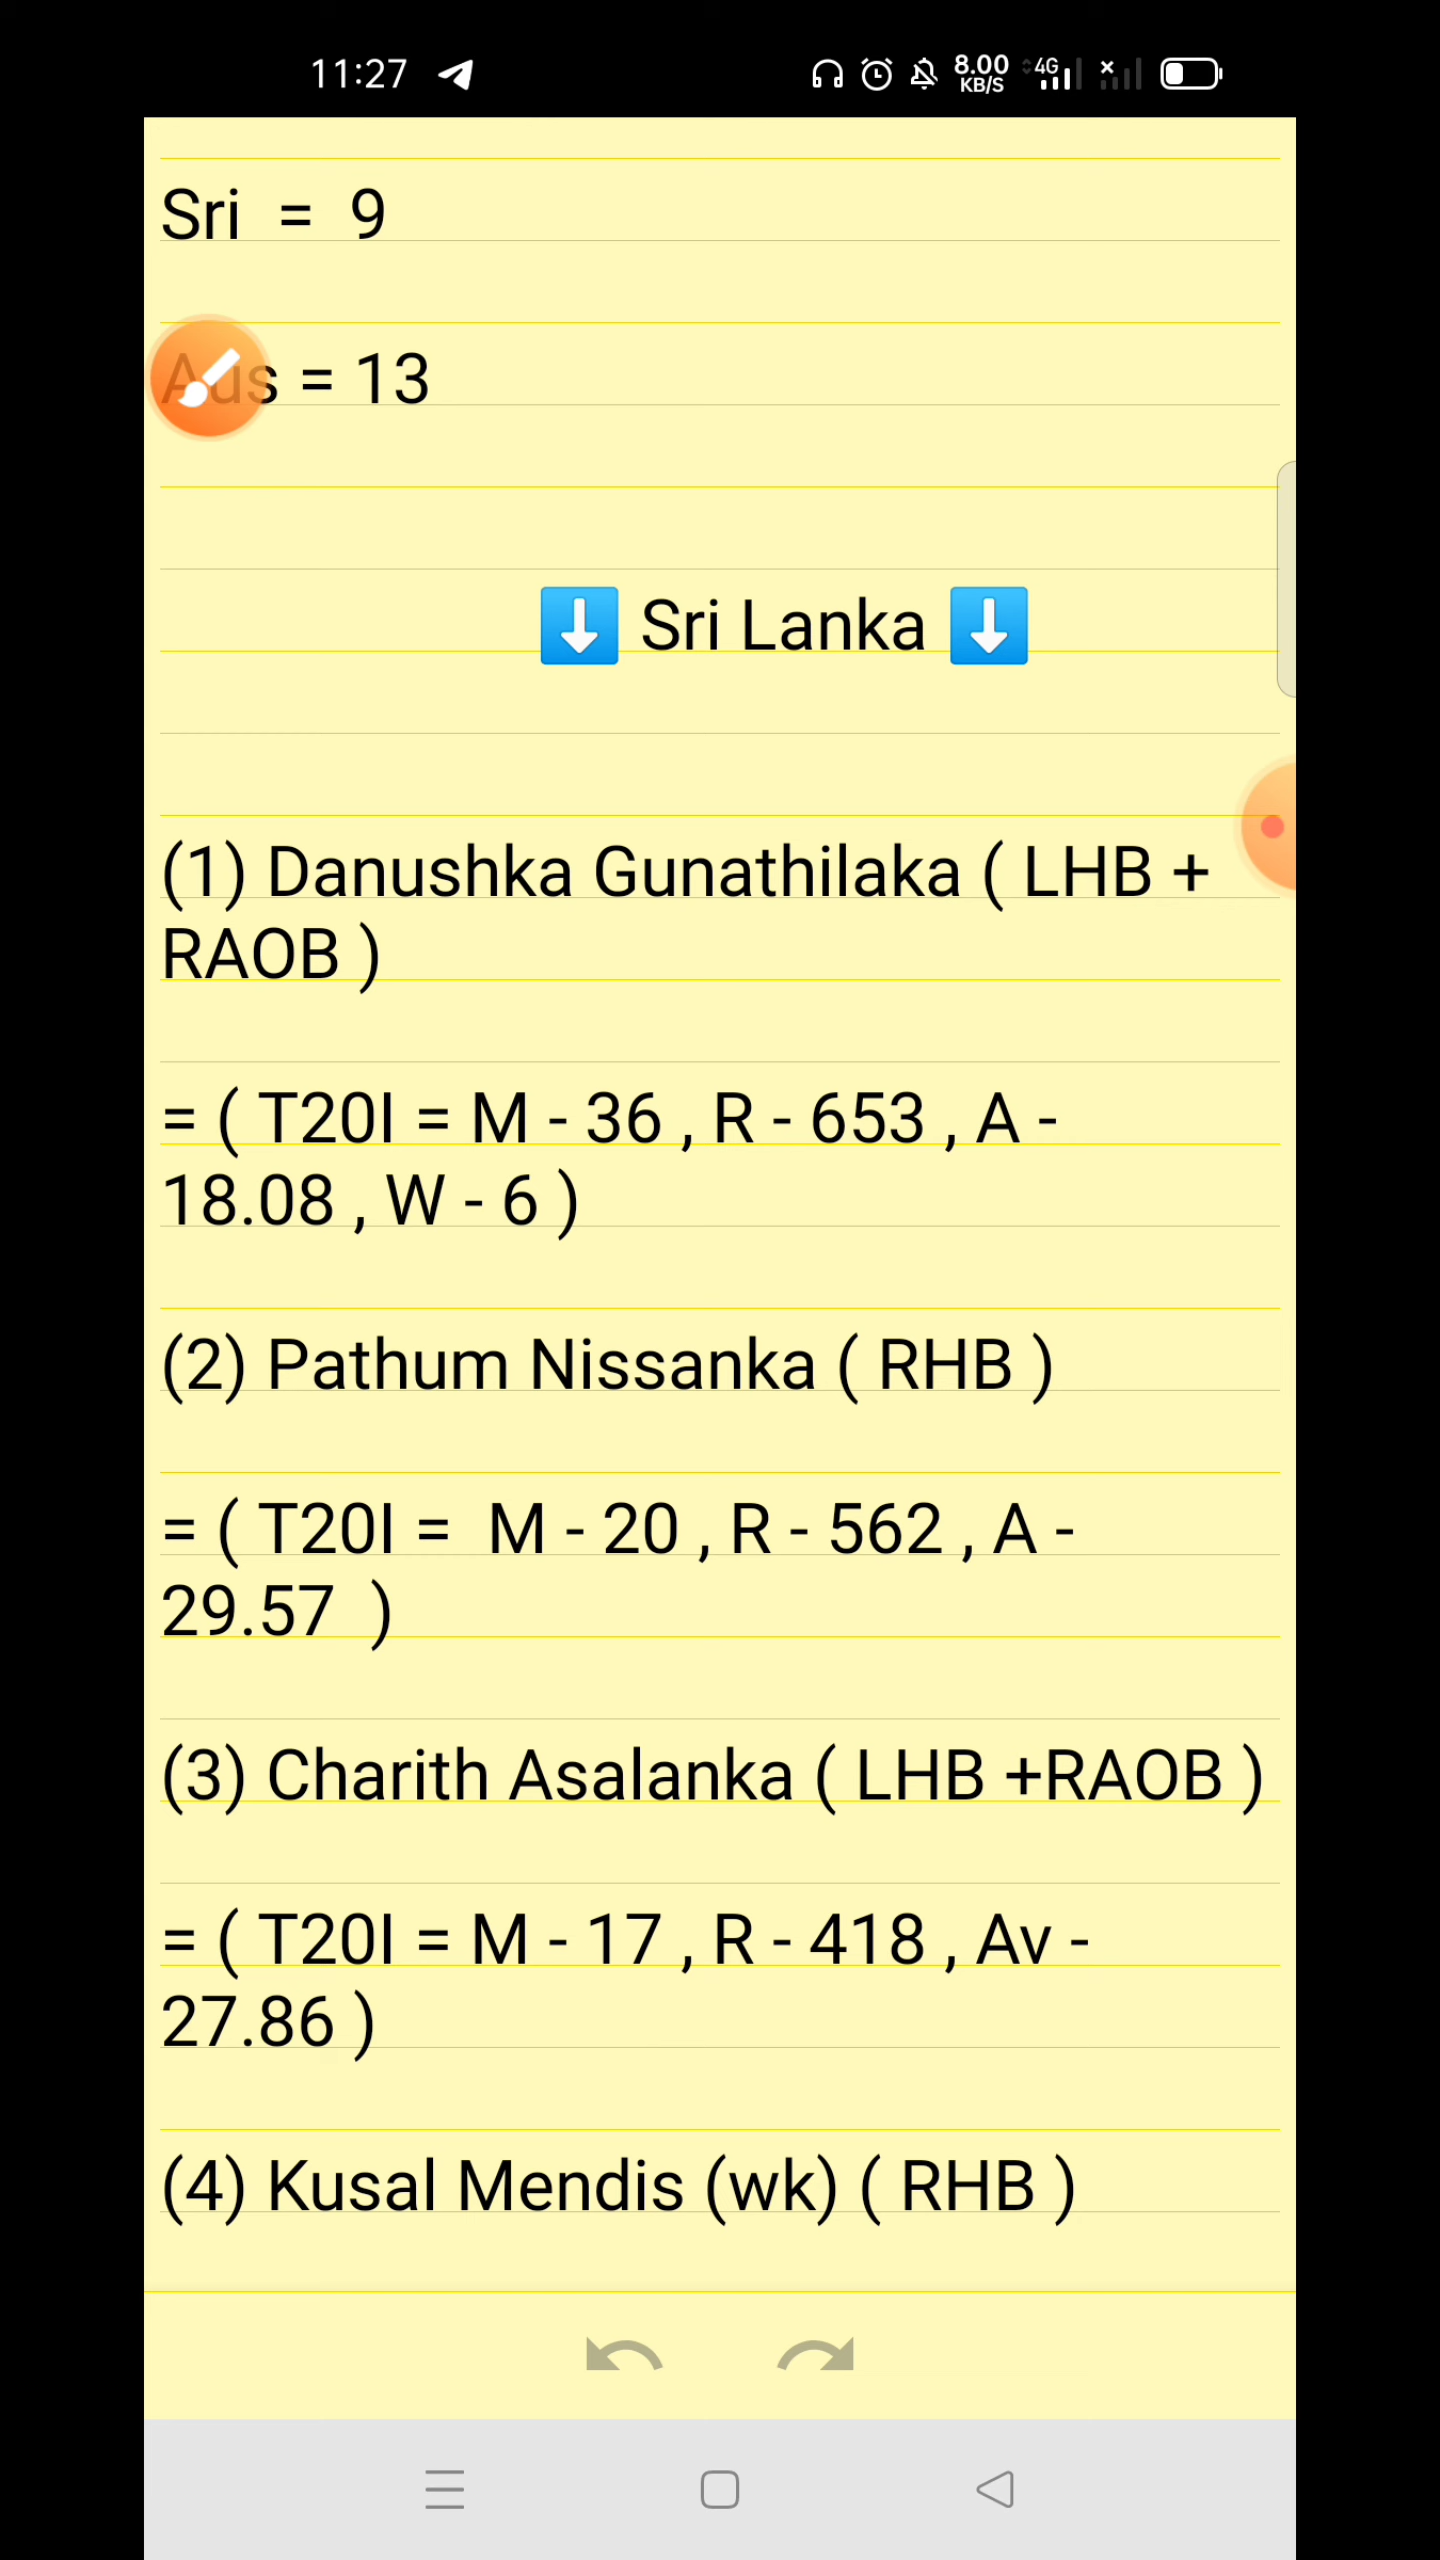 11:27 8.00 KB/S 4G
Sri = 9
Aus = 13
⬇️ Sri Lanka ⬇️
(1) Danushka Gunathilaka ( LHB +
RAOB )
= ( T20I = M - 36 , R - 653 , A -
18.08 , W - 6 )
(2) Pathum Nissanka ( RHB )
= ( T20I = M - 20 , R - 562 , A -
29.57 )
(3) Charith Asalanka ( LHB +RAOB )
= ( T20I = M - 17 , R - 418 , Av -
27.86 )
(4) Kusal Mendis (wk) ( RHB )